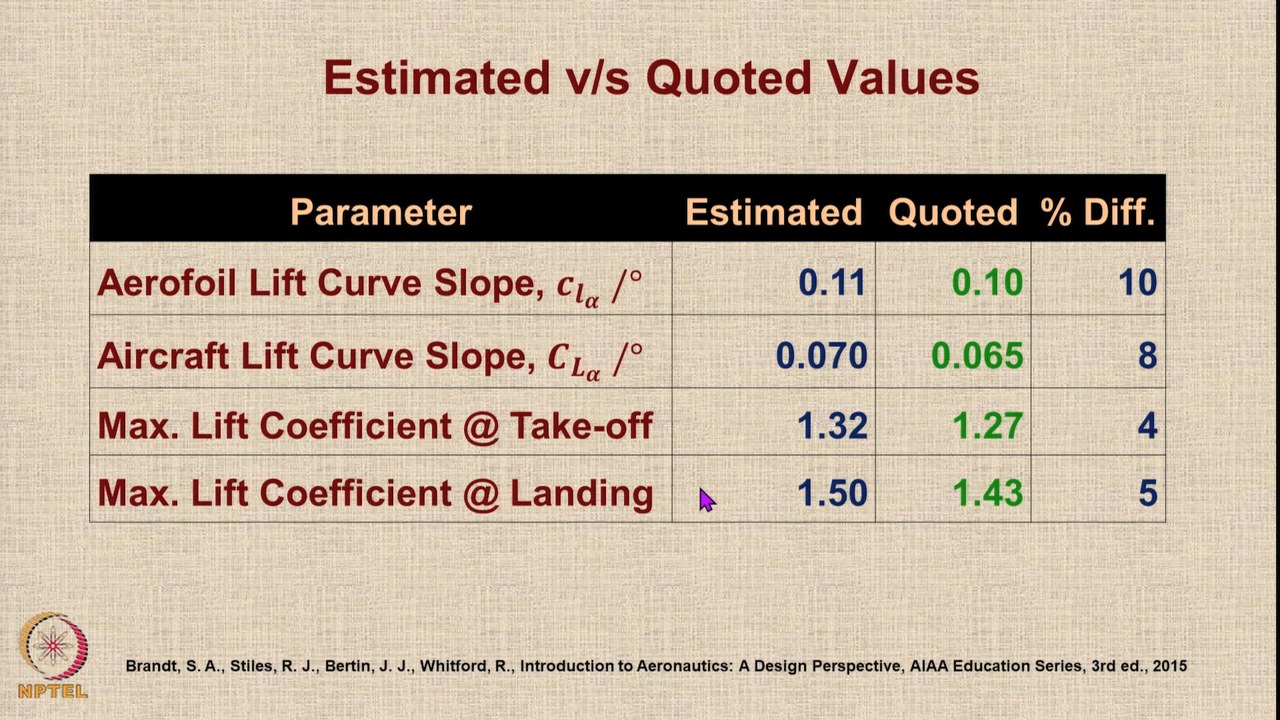 Estimated v/s Quoted Values
Parameter Estimated Quoted % Diff.
Aerofoil Lift Curve Slope, c_{l_α} /° 0.11 0.10 10
Aircraft Lift Curve Slope, C_{L_α} /° 0.070 0.065 8
Max. Lift Coefficient @ Take-off 1.32 1.27 4
Max. Lift Coefficient @ Landing 1.50 1.43 5
Brandt, S. A., Stiles, R. J., Bertin, J. J., Whitford, R., Introduction to Aeronautics: A Design Perspective, AIAA Education Series, 3rd ed., 2015
NPTEL